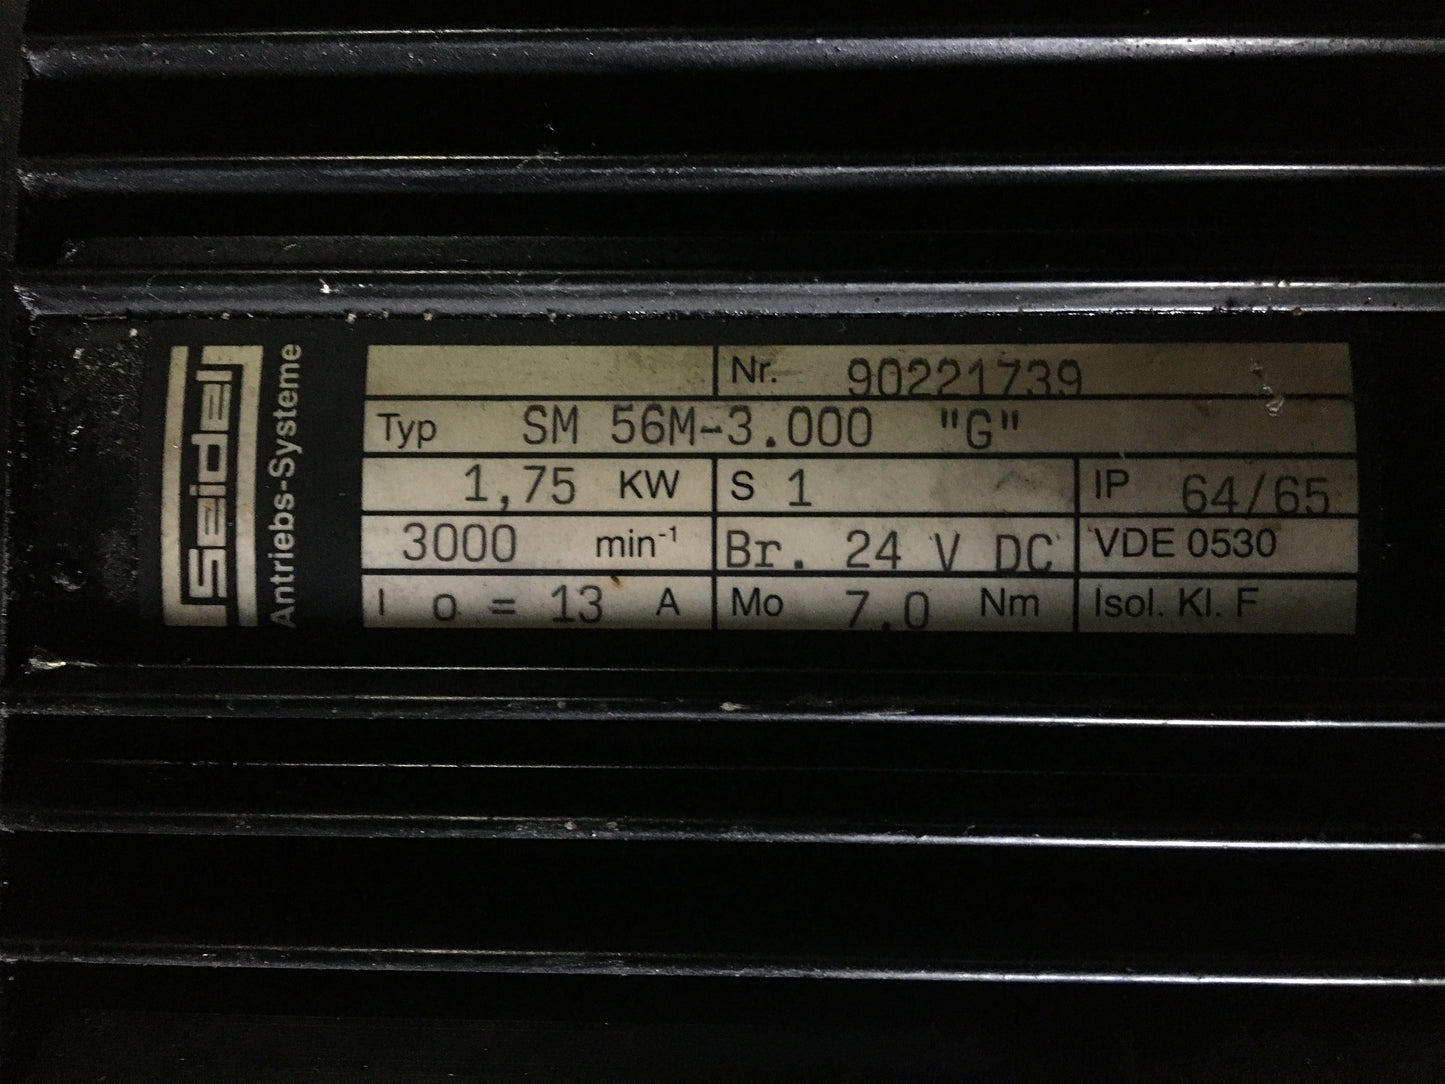 Seidel
Antriebs-Systeme
Nr. 90221739
Typ SM 56M-3.000 "G"
1,75 KW S 1 IP 64/65
3000 min⁻¹ Br. 24 V DC VDE 0530
I o = 13 A Mo 7.0 Nm Isol. Kl. F